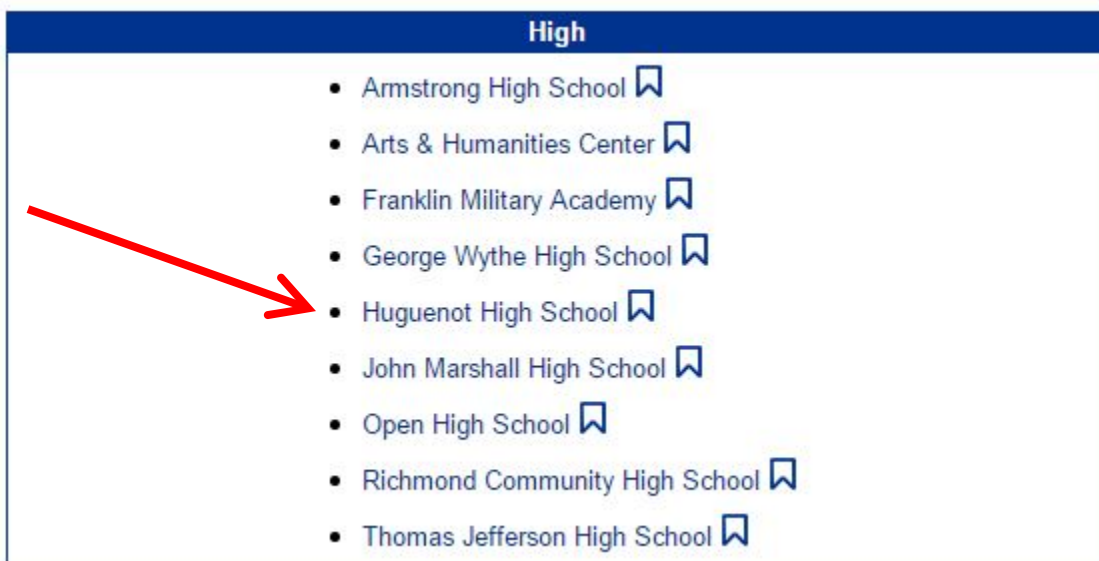 High
Armstrong High School
Arts & Humanities Center
Franklin Military Academy
George Wythe High School
Huguenot High School
John Marshall High School
Open High School
Richmond Community High School
Thomas Jefferson High School